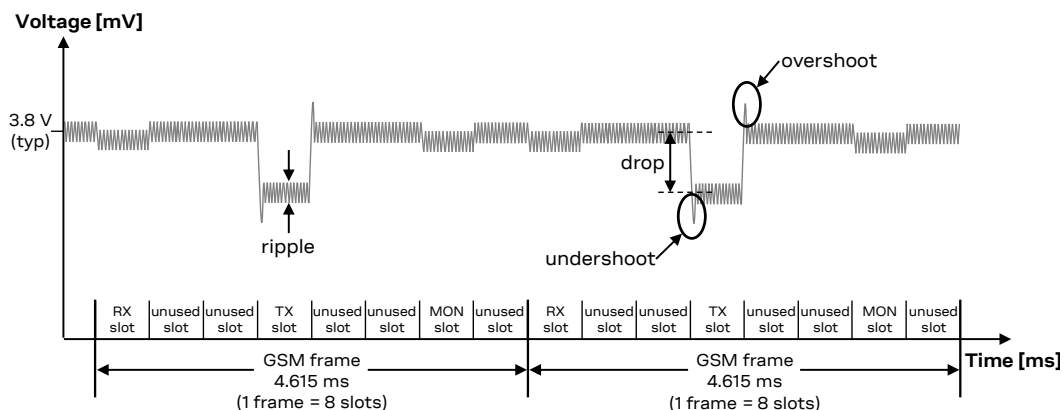 Voltage [mV]
overshoot
3.8 V
(typ)
drop
ripple
undershoot
RX
slot
unused
slot
unused
slot
TX
slot
unused
slot
unused
slot
MON
slot
unused
slot
RX
slot
unused
slot
unused
slot
TX
slot
unused
slot
unused
slot
MON
slot
unused
slot
Time [ms]
GSM frame
4.615 ms
(1 frame = 8 slots)
GSM frame
4.615 ms
(1 frame = 8 slots)